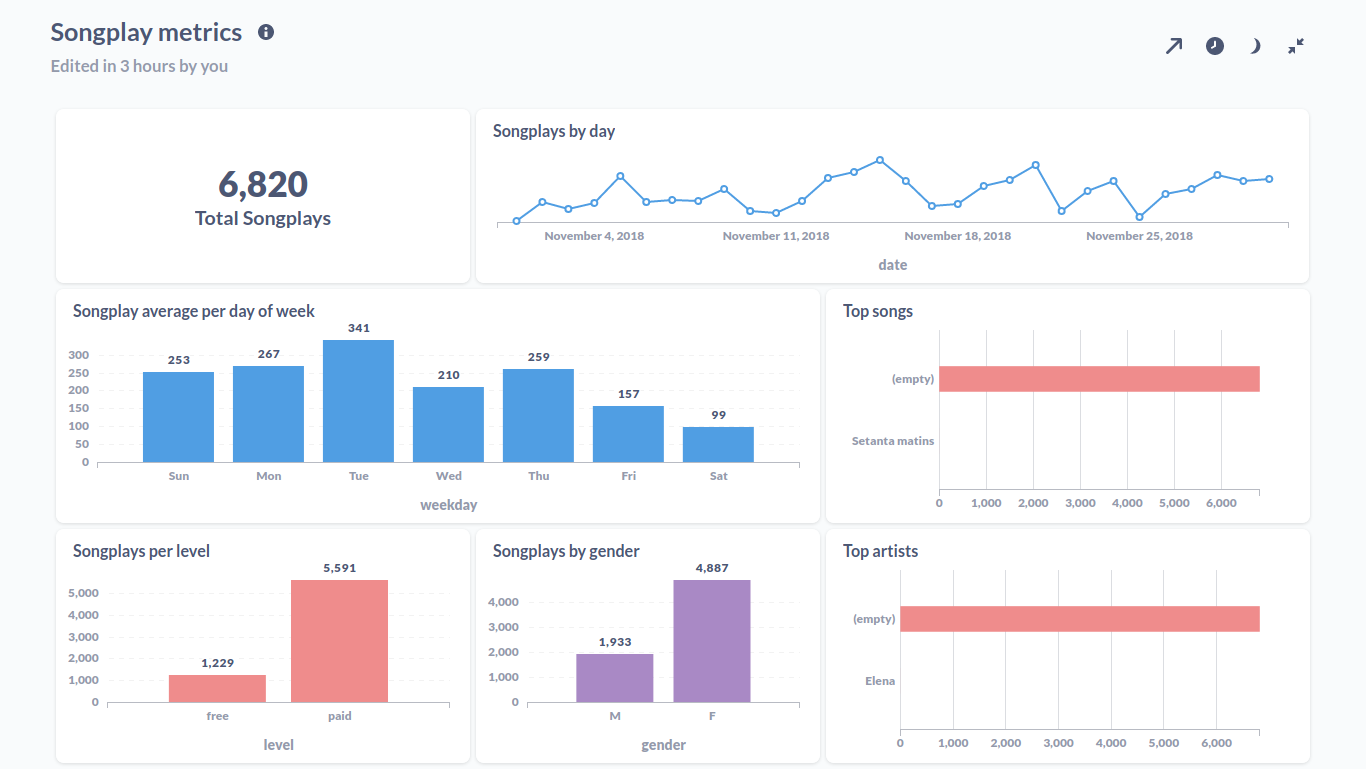 Songplay metrics
Edited in 3 hours by you
6,820
Total Songplays
Songplays by day
November 4, 2018 November 11, 2018 November 18, 2018 November 25, 2018
date
Songplay average per day of week
300
250
200
150
100
50
0
253 267 341 210 259 157 99
Sun Mon Tue Wed Thu Fri Sat
weekday
Top songs
(empty)
Setanta matins
0 1,000 2,000 3,000 4,000 5,000 6,000
Songplays per level
5,000
4,000
3,000
2,000
1,000
0
1,229 5,591
free paid
level
Songplays by gender
4,000
3,000
2,000
1,000
0
1,933 4,887
M F
gender
Top artists
(empty)
Elena
0 1,000 2,000 3,000 4,000 5,000 6,000